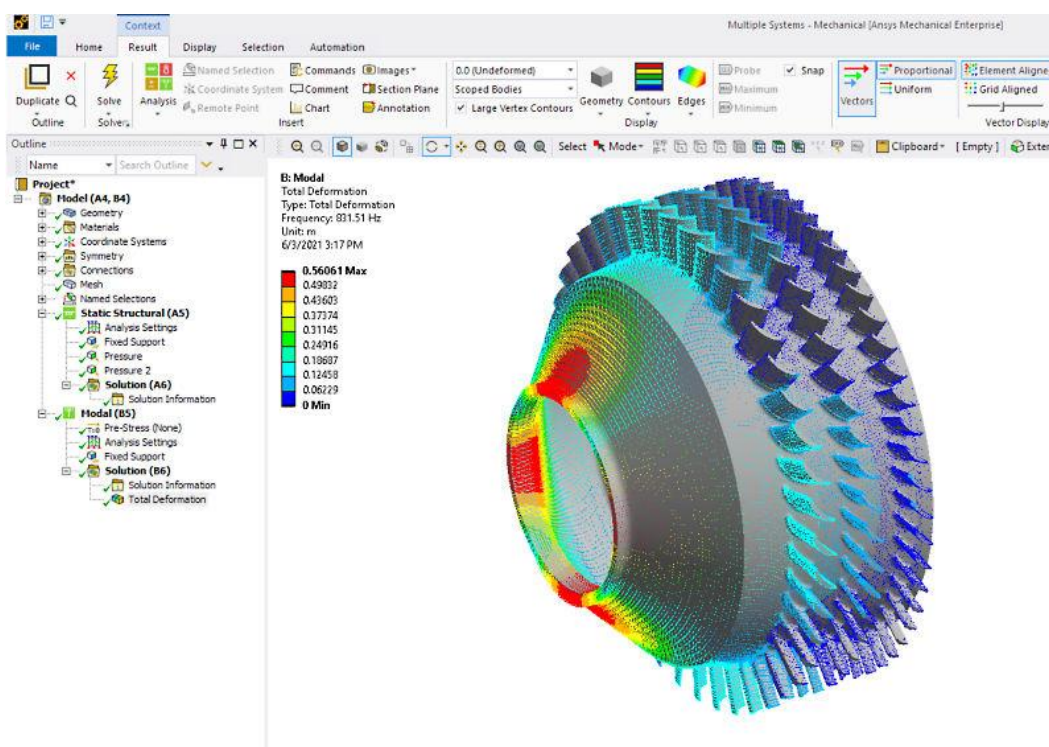 Context
Multiple Systems - Mechanical [Ansys Mechanical Enterprise]
File Home Result Display Selection Automation
Duplicate
Outline
Solve
Solver
Analysis
Named Selection
Coordinate System
Remote Point
Commands
Comment
Chart
Images
Section Plane
Annotation
Insert
0.0 (Undeformed)
Scoped Bodies
Large Vertex Contours
Geometry Contours Edges
Display
Probe
Maximum
Minimum
Snap
Vectors
Proportional
Uniform
Element Aligne
Grid Aligned
Vector Display
Outline
Name Search Outline
Select Mode Clipboard [Empty] Exter
Project*
Model (A4, B4)
Geometry
Materials
Coordinate Systems
Symmetry
Connections
Mesh
Named Selections
Static Structural (A5)
Analysis Settings
Fixed Support
Pressure
Pressure 2
Solution (A6)
Solution Information
Modal (B5)
Pre-Stress (None)
Analysis Settings
Fixed Support
Solution (B6)
Solution Information
Total Deformation
B: Modal
Total Deformation
Type: Total Deformation
Frequency: 831.51 Hz
Unit: m
6/3/2021 3:17 PM
0.56061 Max
0.49832
0.43603
0.37374
0.31145
0.24916
0.18687
0.12458
0.06229
0 Min